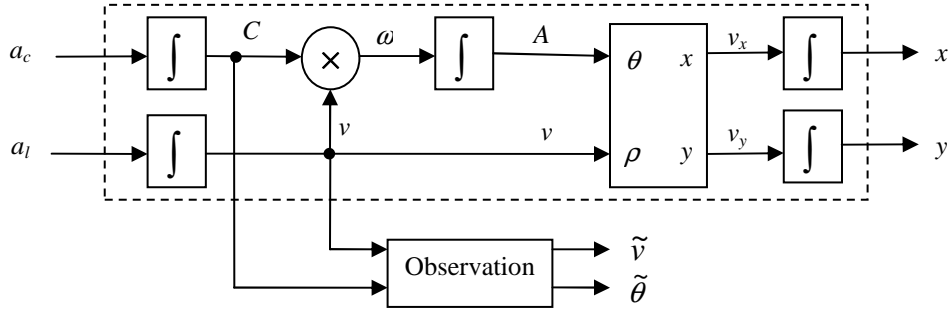 a_c ∫ C × ω ∫ A θ x v_x ∫ x
a_l ∫ v v ρ y v_y ∫ y
Observation ṽ
θ̃